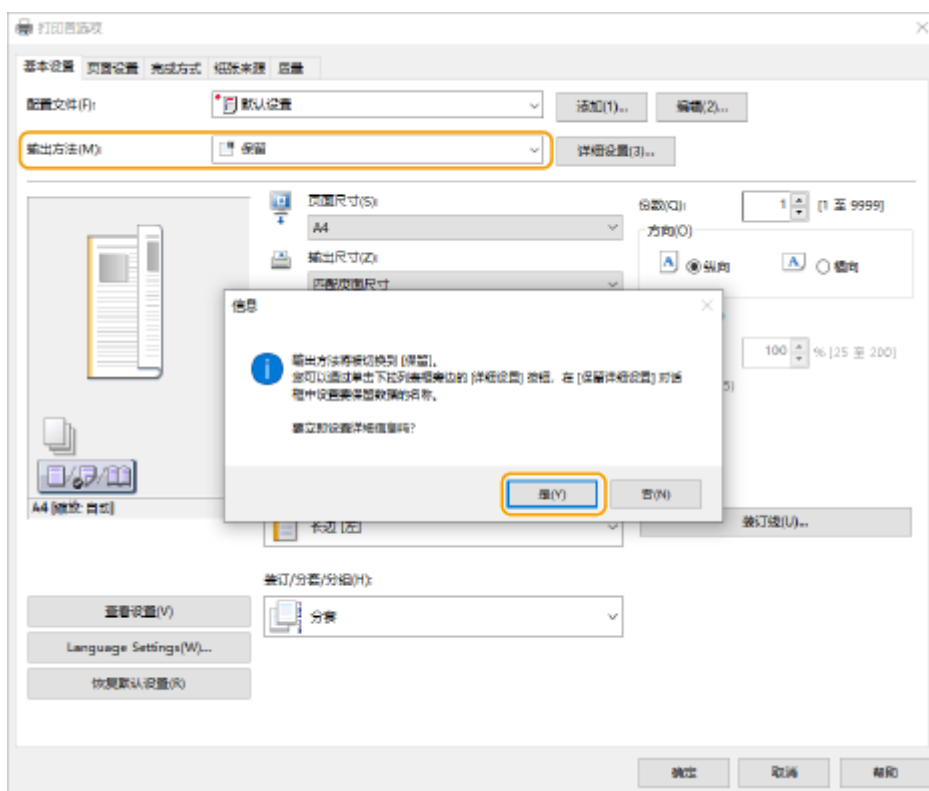 打印首选项
基本设置 页面设置 完成方式 纸张来源 质量
配置文件(F): 默认设置 添加(1)... 编辑(2)...
输出方法(M): 保留 详细设置(3)...
页面尺寸(S):
A4
份数(Q): 1 [1 至 9999]
方向(O)
A 纵向 A 横向
输出尺寸(Z):
匹配页面尺寸
100 % [25 至 200]
信息
输出方法将被切换到 [保留]。
您可以通过单击下拉列表框旁边的 [详细设置] 按钮，在 [保留详细设置] 对话
框中设置要保留数据的名称。
要立即设置详细信息吗?
是(Y) 否(N)
A4 [缩放: 自动]
长边 [左]
装订线(U)...
装订/分套/分组(H):
分套
查看设置(V)
Language Settings(W)...
恢复默认设置(R)
确定 取消 帮助